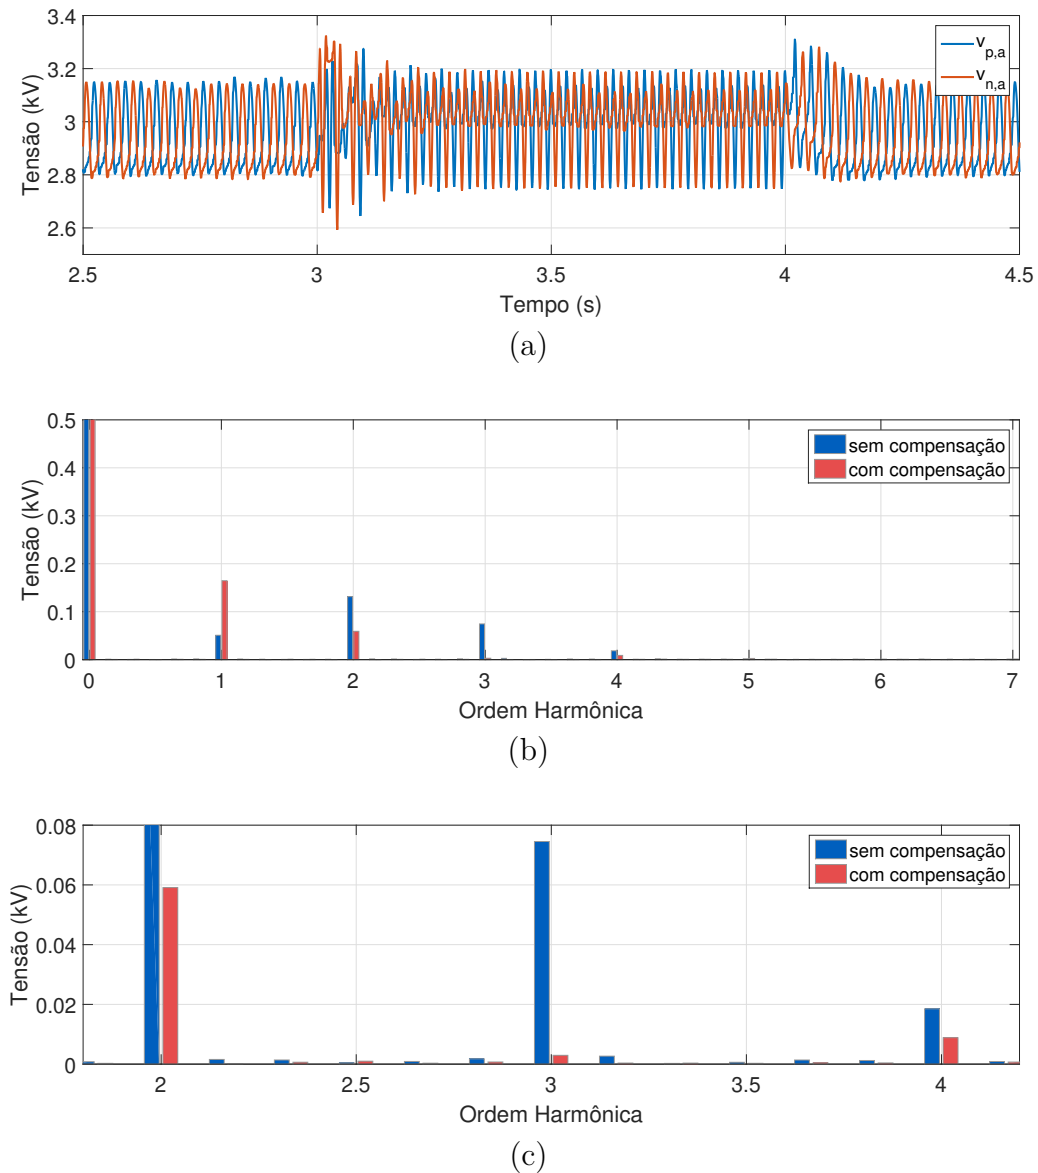 3.4
3.2
3
2.8
2.6
Tensão (kV)
v p,a
v n,a
2.5 3 3.5 4 4.5
Tempo (s)
(a)
0.5
0.4
0.3
0.2
0.1
0
Tensão (kV)
sem compensação
com compensação
0 1 2 3 4 5 6 7
Ordem Harmônica
(b)
0.08
0.06
0.04
0.02
0
Tensão (kV)
sem compensação
com compensação
2 2.5 3 3.5 4
Ordem Harmônica
(c)